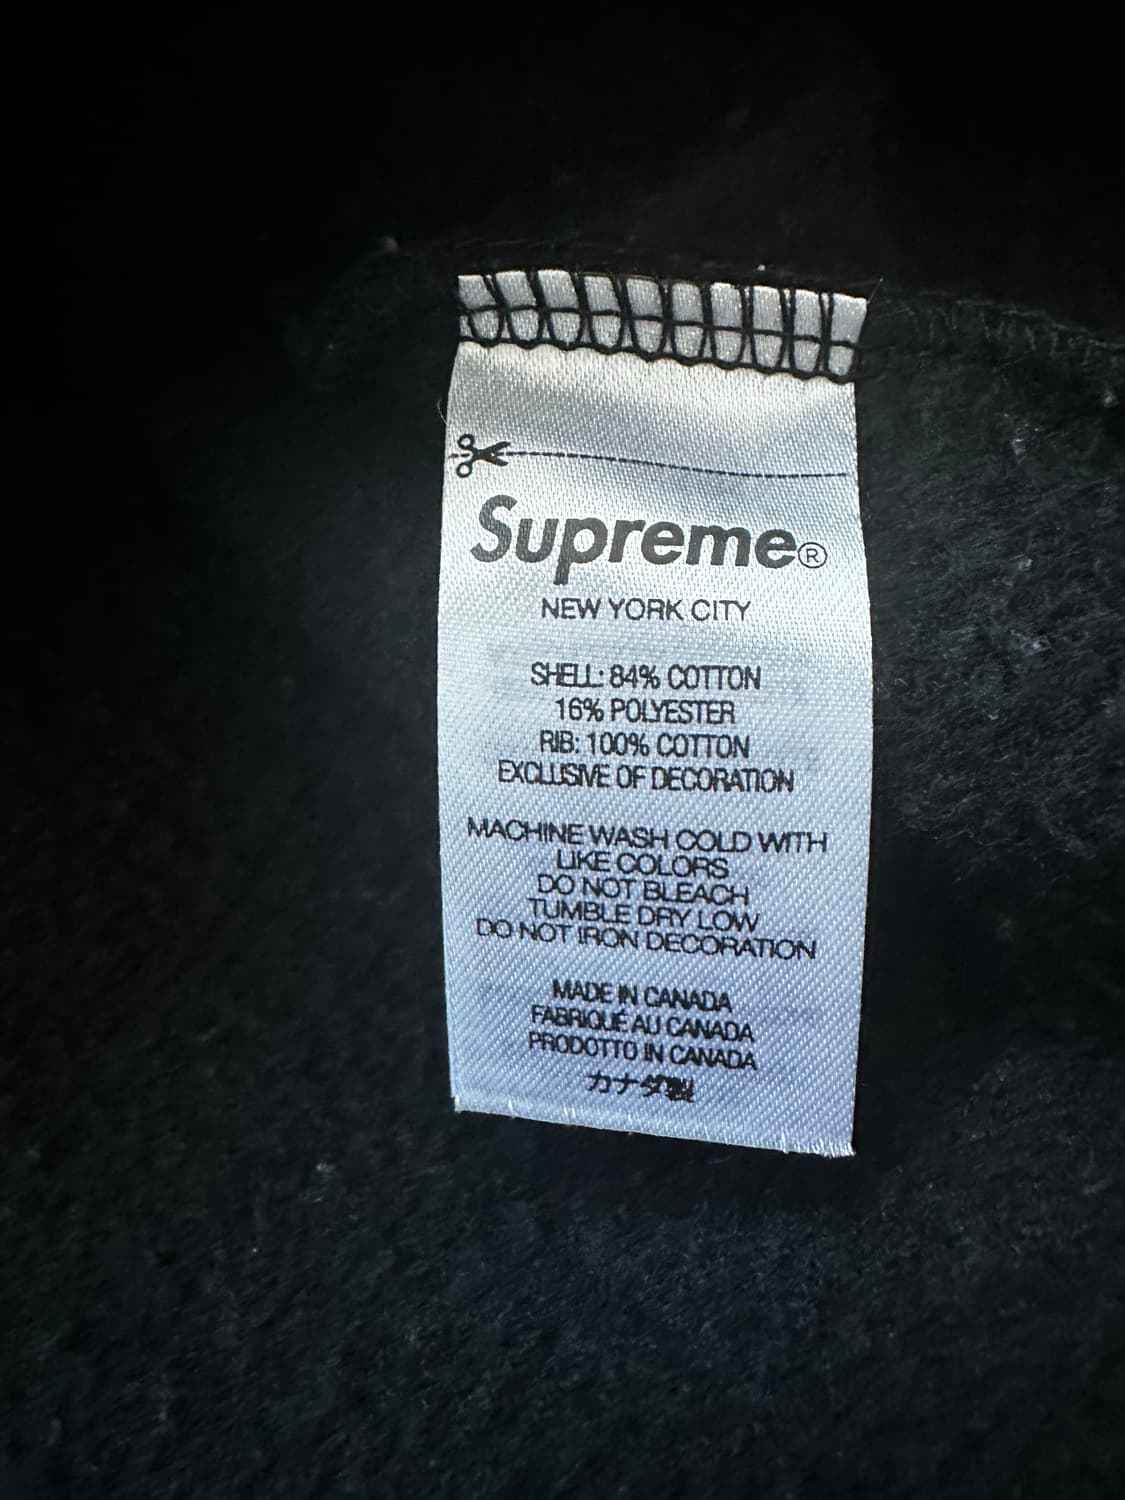 Supreme®
NEW YORK CITY
SHELL: 84% COTTON
16% POLYESTER
RIB: 100% COTTON
EXCLUSIVE OF DECORATION
MACHINE WASH COLD WITH
LIKE COLORS
DO NOT BLEACH
TUMBLE DRY LOW
DO NOT IRON DECORATION
MADE IN CANADA
FABRIQUÉ AU CANADA
PRODOTTO IN CANADA
カナダ製